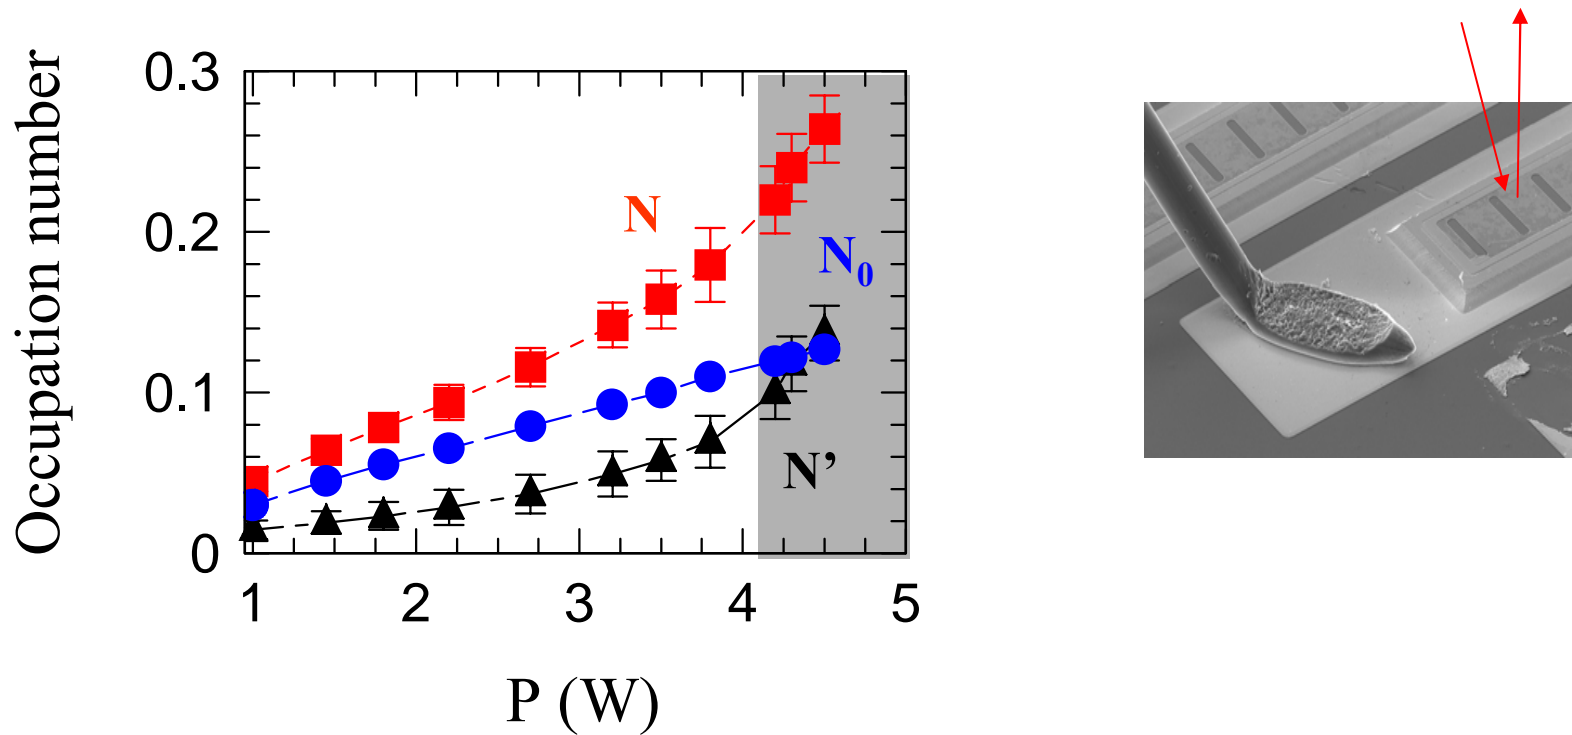 Occupation number
0.3
0.2
0.1
0
1 2 3 4 5
P (W)
N
N₀
N’